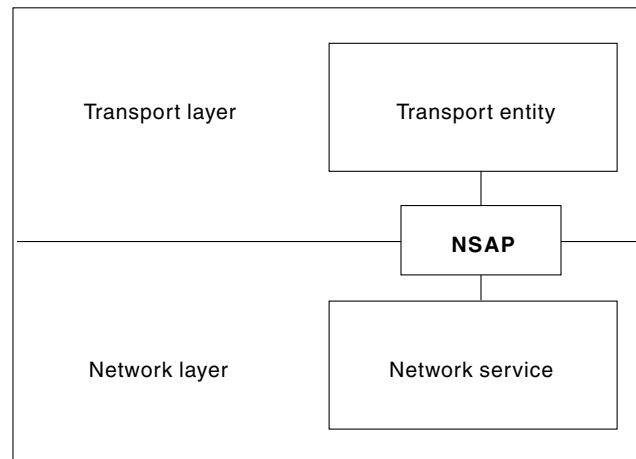 Transport layer
Transport entity
NSAP
Network layer
Network service